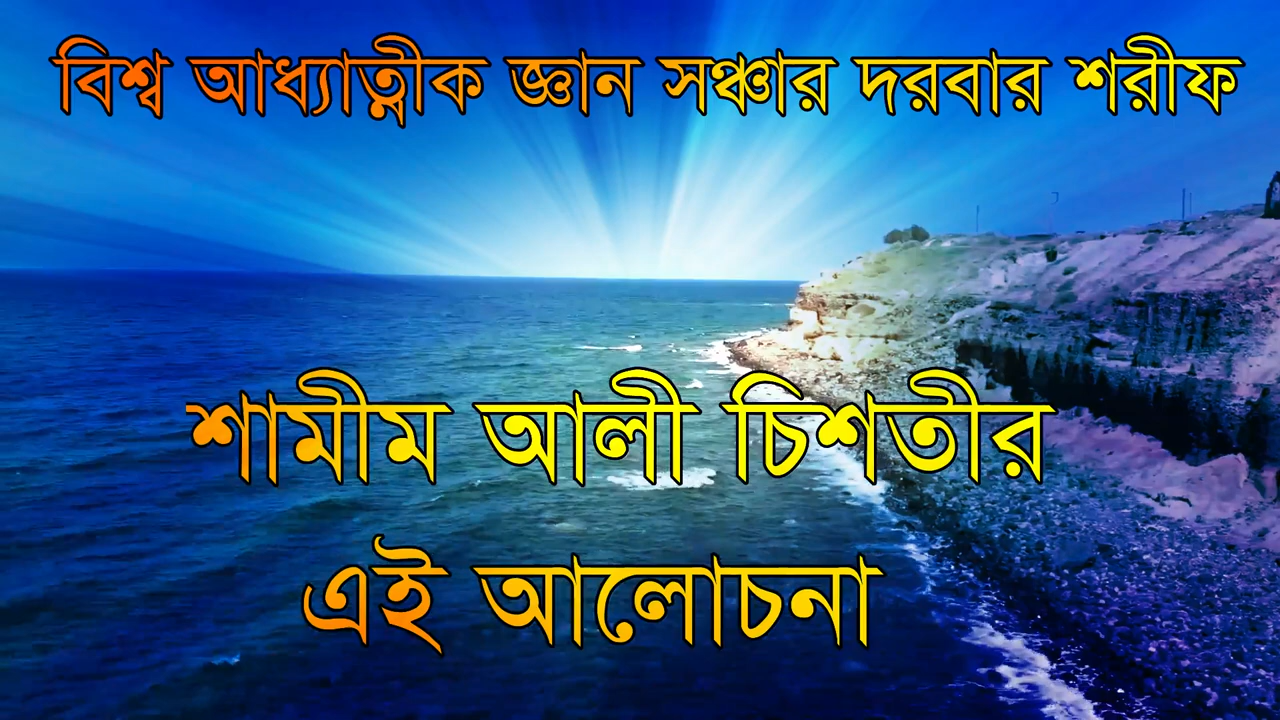 বিশ্ব আধ্যাত্নীক জ্ঞান সঞ্চার দরবার শরীফ
শামীম আলী চিশতীর
এই আলোচনা